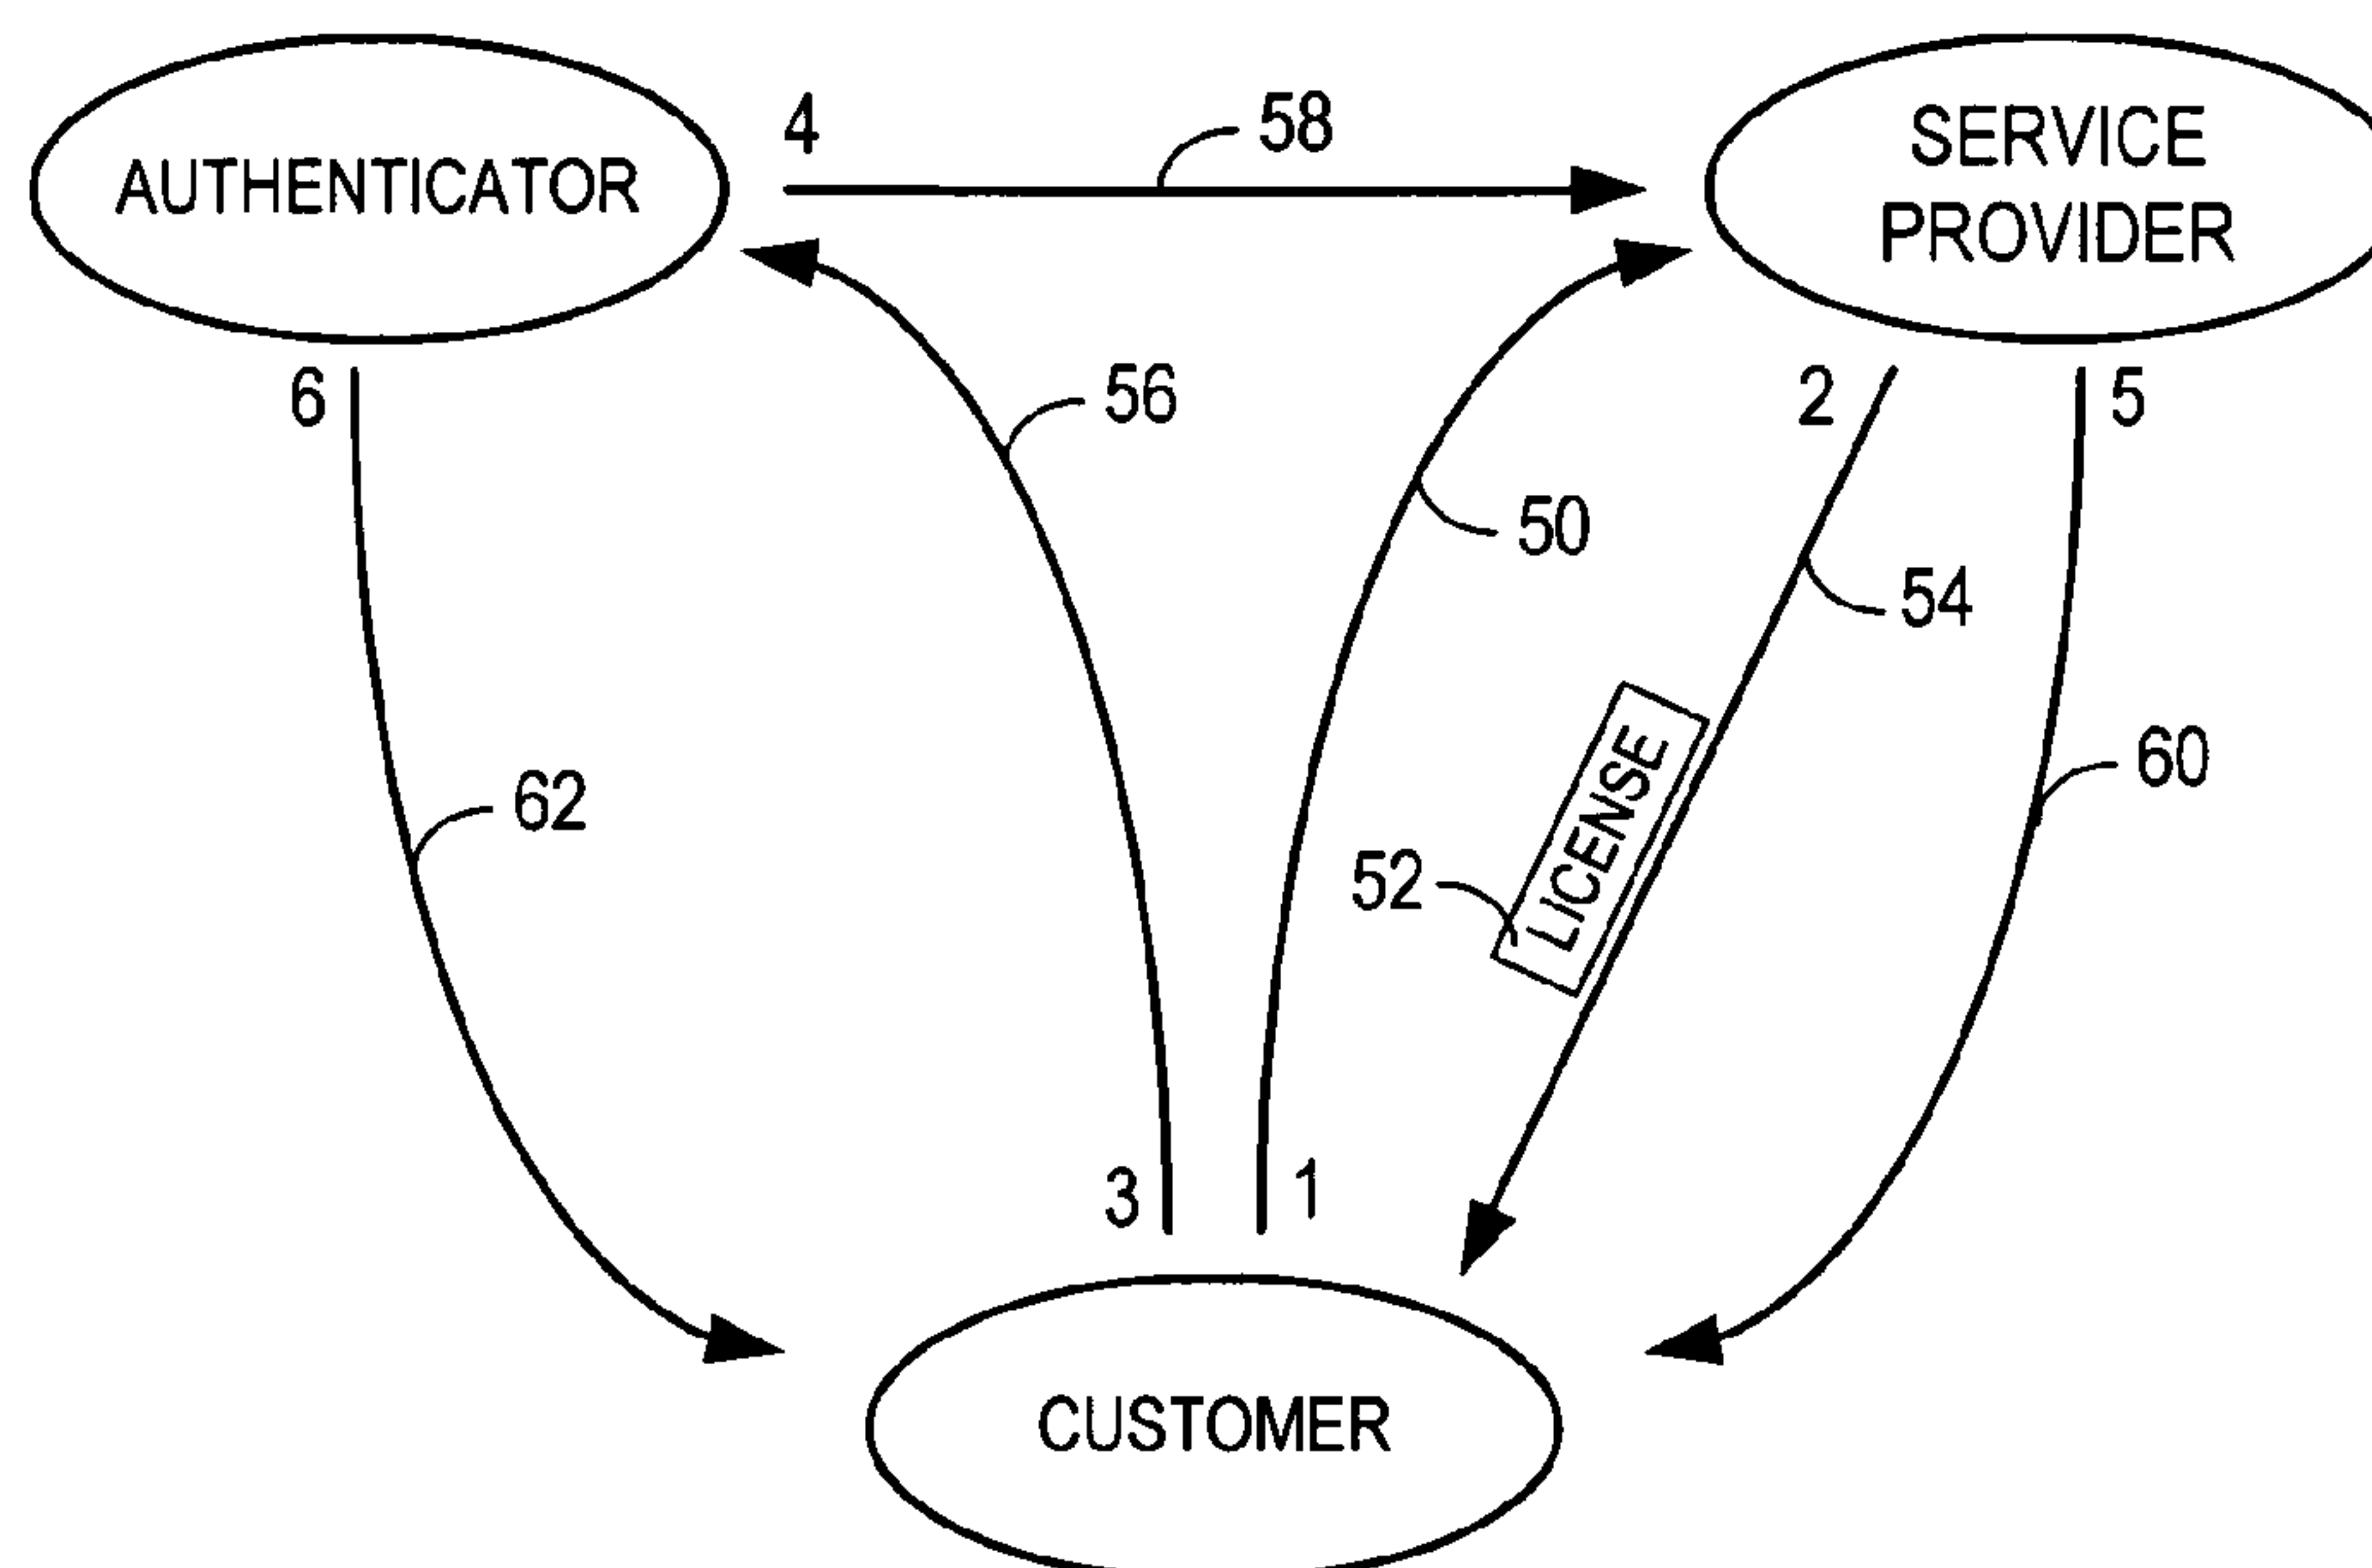 4
58
SERVICE
PROVIDER
AUTHENTICATOR
6
56
2
5
50
54
62
LICENSE
60
52
3
1
CUSTOMER